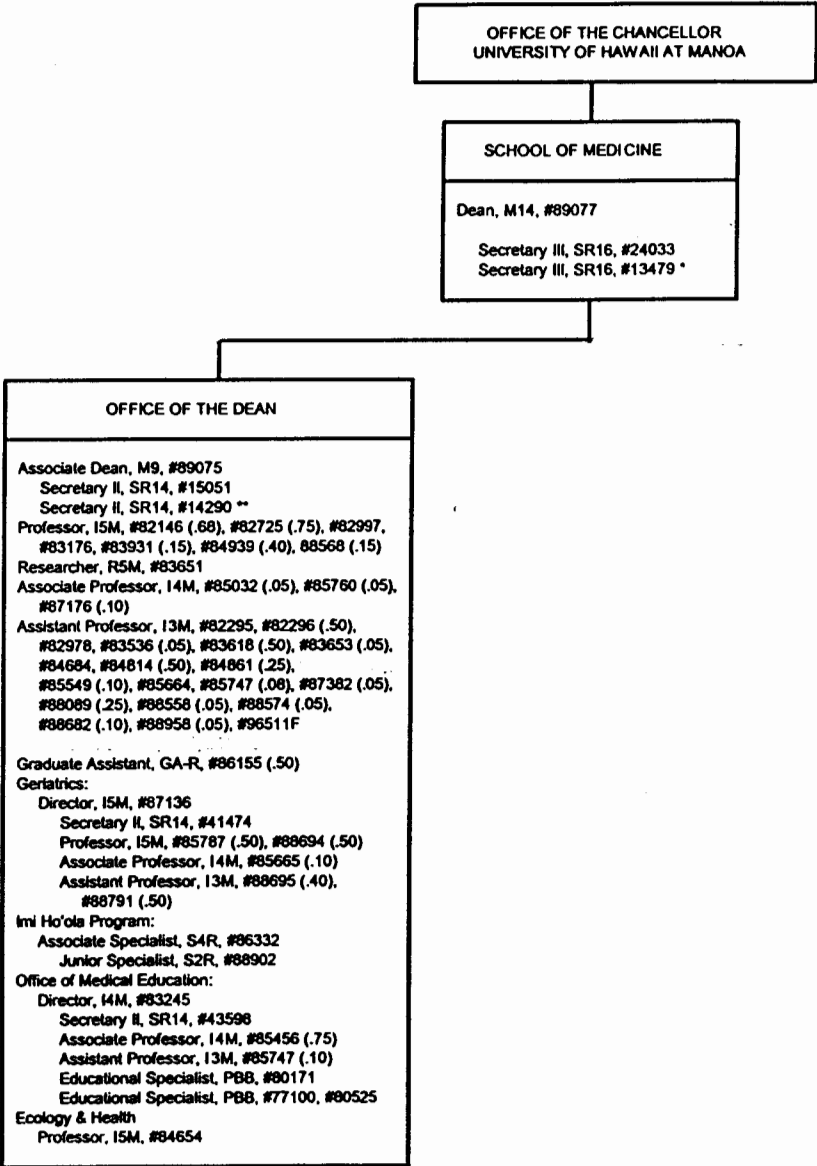 OFFICE OF THE CHANCELLOR
UNIVERSITY OF HAWAII AT MANOA
SCHOOL OF MEDICINE
Dean, M14, #89077
Secretary III, SR16, #24033
Secretary III, SR16, #13479 *
OFFICE OF THE DEAN
Associate Dean, M9, #89075
Secretary II, SR14, #15051
Secretary II, SR14, #14290 **
Professor, I5M, #82146 (.68), #82725 (.75), #82997,
#83176, #83931 (.15), #84939 (.40), 88568 (.15)
Researcher, R5M, #83651
Associate Professor, I4M, #85032 (.05), #85760 (.05),
#87176 (.10)
Assistant Professor, I3M, #82295, #82296 (.50),
#82978, #83536 (.05), #83618 (.50), #83653 (.05),
#84684, #84814 (.50), #84861 (.25),
#85549 (.10), #85664, #85747 (.08), #87382 (.05),
#88089 (.25), #88558 (.05), #88574 (.05),
#88682 (.10), #88958 (.05), #96511F
Graduate Assistant, GA-R, #86155 (.50)
Geriatrics:
Director, I5M, #87136
Secretary II, SR14, #41474
Professor, I5M, #85787 (.50), #88694 (.50)
Associate Professor, I4M, #85665 (.10)
Assistant Professor, I3M, #88695 (.40),
#88791 (.50)
Imi Ho'ola Program:
Associate Specialist, S4R, #86332
Junior Specialist, S2R, #88902
Office of Medical Education:
Director, I4M, #83245
Secretary II, SR14, #43598
Associate Professor, I4M, #85456 (.75)
Assistant Professor, I3M, #85747 (.10)
Educational Specialist, PBB, #80171
Educational Specialist, PBB, #77100, #80525
Ecology & Health
Professor, I5M, #84654